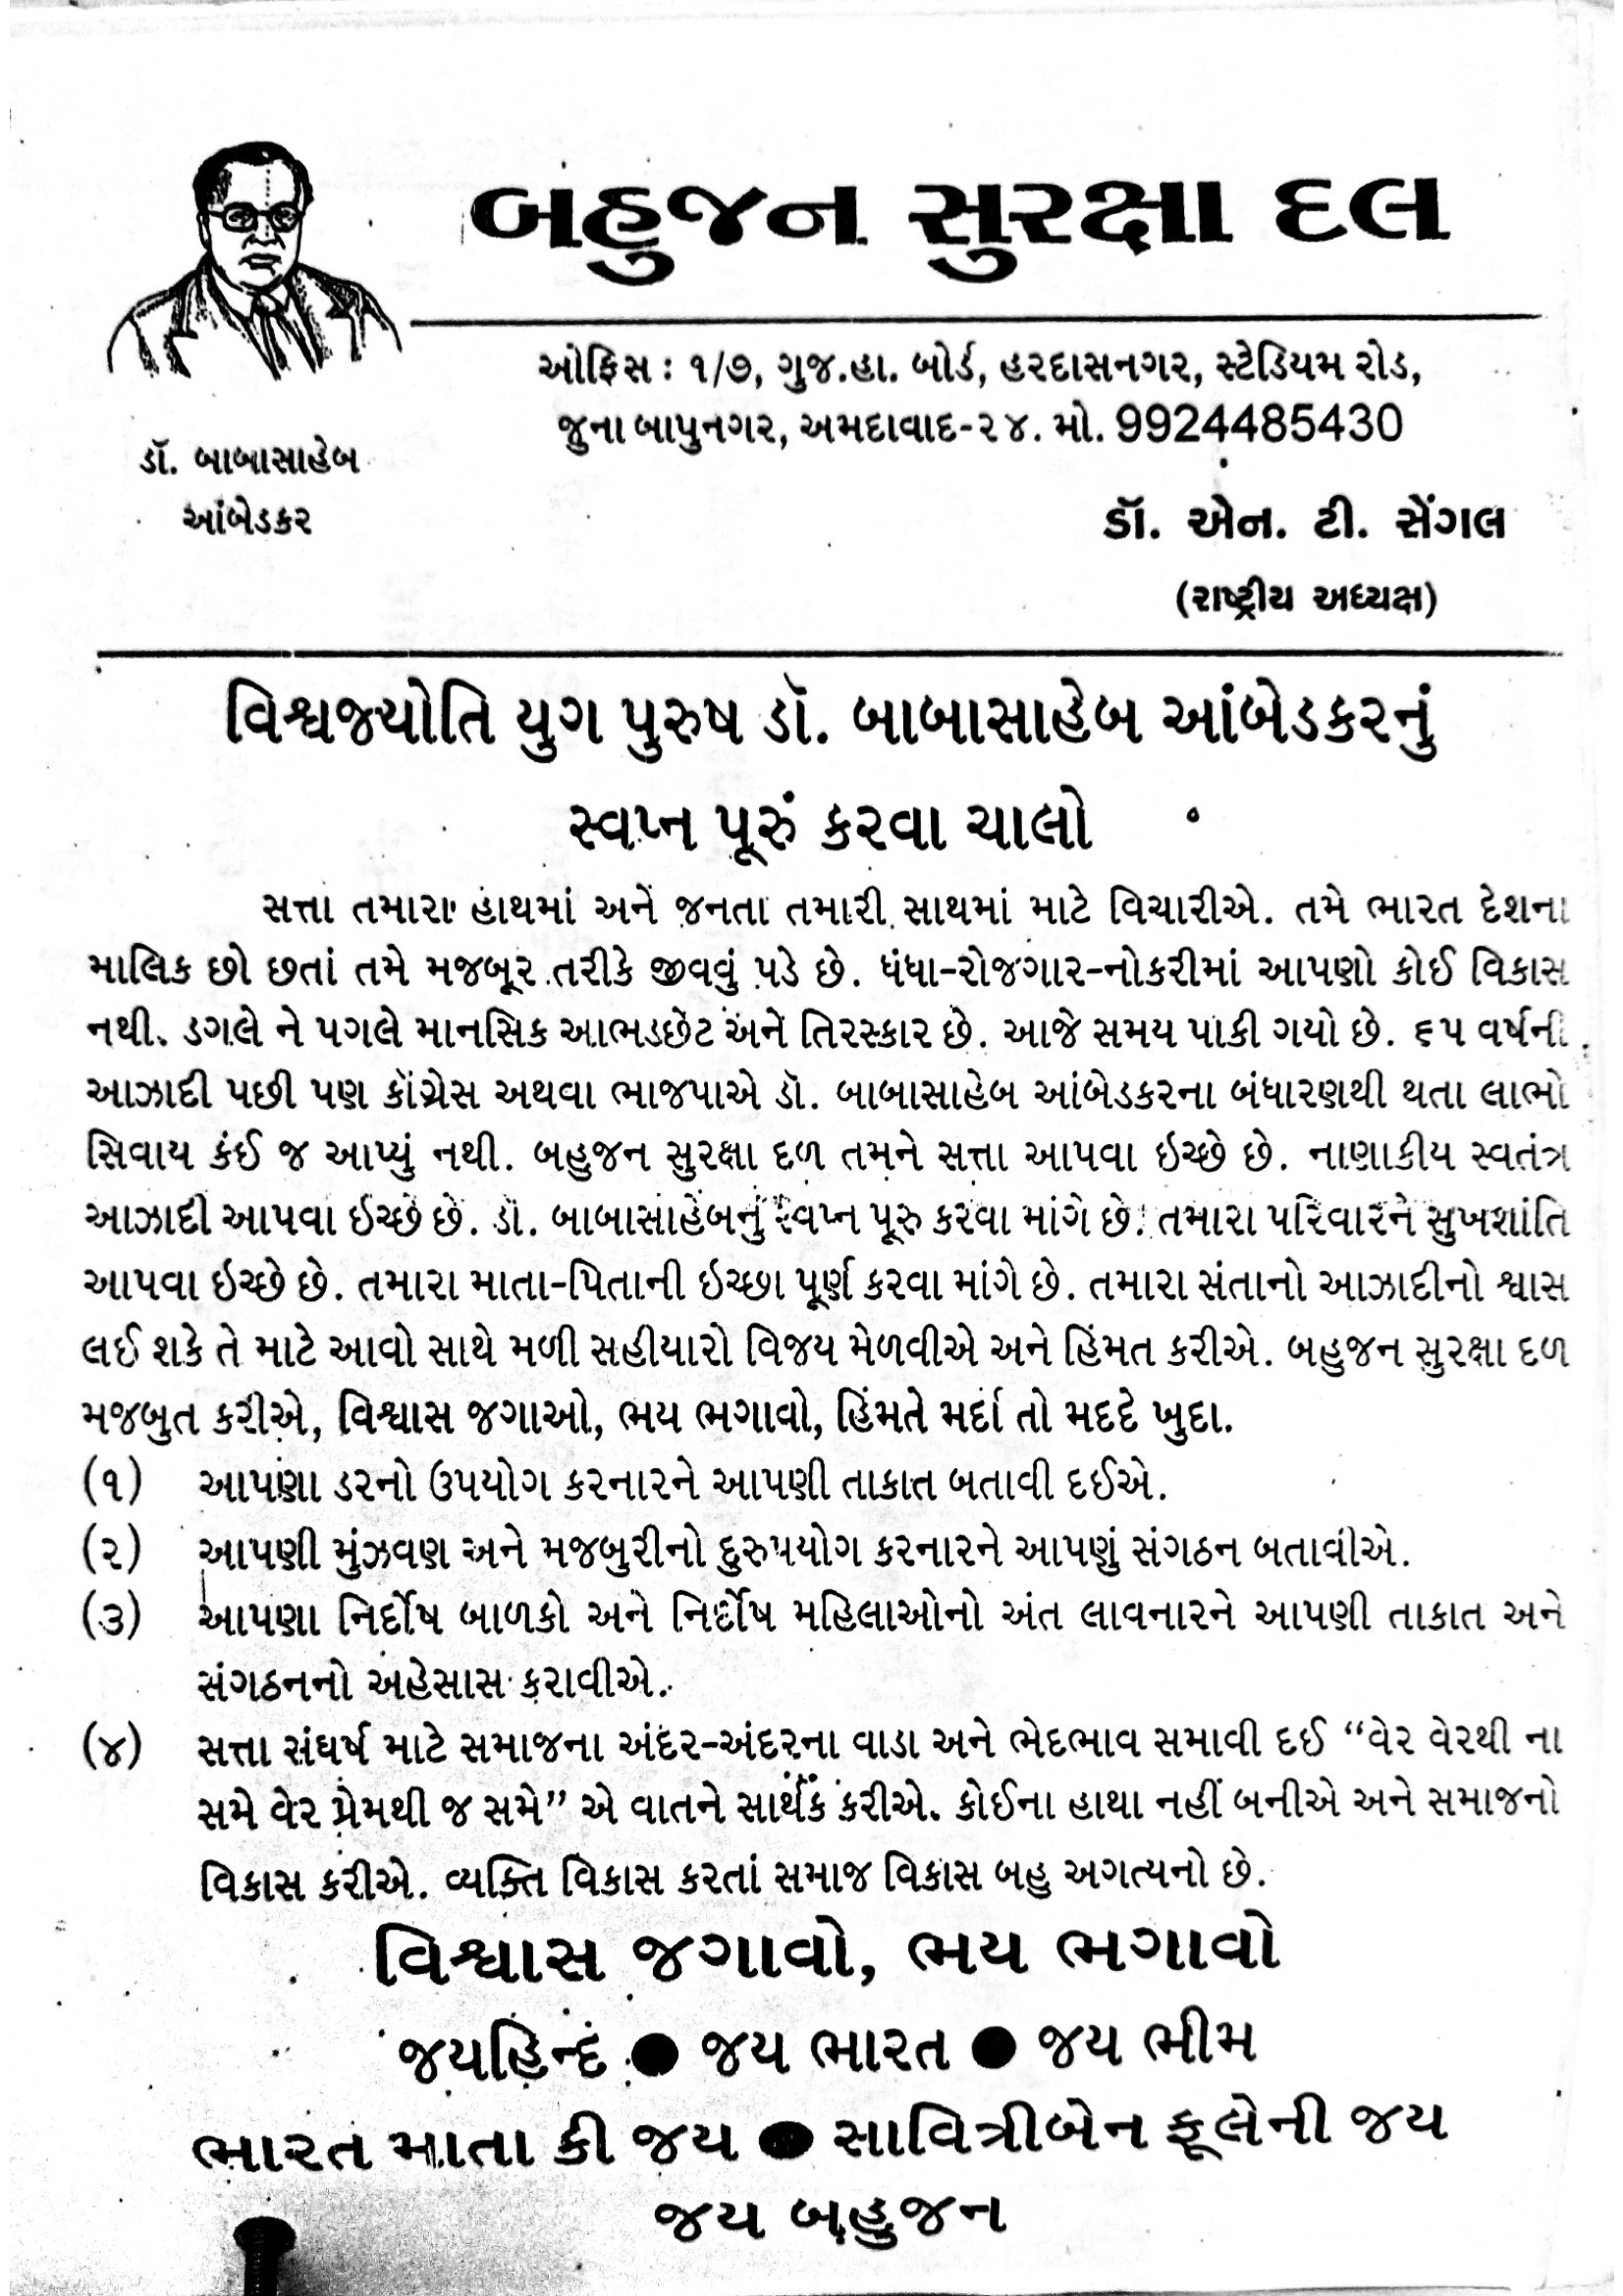 બહુજન સુરક્ષા દલ
ઓફિસ : ૧/૭, ગુજ.હા. બોર્ડ, હરદાસનગર, સ્ટેડિયમ રોડ,
જુના બાપુનગર, અમદાવાદ-૨૪. મો. 9924485430
ડૉ. બાબાસાહેબ
આંબેડકર
ડૉ. એન. ટી. સેંગલ
(રાષ્ટ્રીય અધ્યક્ષ)
વિશ્વજ્યોતિ યુગ પુરુષ ડૉ. બાબાસાહેબ આંબેડકરનું
સ્વપ્ન પૂરું કરવા ચાલો
સત્તા તમારા હાથમાં અને જનતા તમારી સાથમાં માટે વિચારીએ. તમે ભારત દેશના
માલિક છો છતાં તમે મજબૂર તરીકે જીવવું પડે છે. ધંધા-રોજગાર-નોકરીમાં આપણો કોઈ વિકાસ
નથી. ડગલે ને પગલે માનસિક આભડછેટ અને તિરસ્કાર છે. આજે સમય પાકી ગયો છે. ૬૫ વર્ષની
આઝાદી પછી પણ કોંગ્રેસ અથવા ભાજપાએ ડૉ. બાબાસાહેબ આંબેડકરના બંધારણથી થતા લાભો
સિવાય કંઈ જ આપ્યું નથી. બહુજન સુરક્ષા દળ તમને સત્તા આપવા ઇચ્છે છે. નાણાકીય સ્વતંત્ર
આઝાદી આપવા ઈચ્છે છે. ડૉ. બાબાસાહેબનું સ્વપ્ન પૂરુ કરવા માંગે છે. તમારા પરિવારને સુખશાંતિ
આપવા ઇચ્છે છે. તમારા માતા-પિતાની ઇચ્છા પૂર્ણ કરવા માંગે છે. તમારા સંતાનો આઝાદીનો શ્વાસ
લઈ શકે તે માટે આવો સાથે મળી સહીયારો વિજય મેળવીએ અને હિંમત કરીએ. બહુજન સુરક્ષા દળ
મજબુત કરીએ, વિશ્વાસ જગાઓ, ભય ભગાવો, હિંમતે મર્દા તો મદદે ખુદા.
(૧) આપણા ડરનો ઉપયોગ કરનારને આપણી તાકાત બતાવી દઈએ.
(૨) આપણી મુંઝવણ અને મજબુરીનો દુરુપયોગ કરનારને આપણું સંગઠન બતાવીએ.
(૩) આપણા નિર્દોષ બાળકો અને નિર્દોષ મહિલાઓનો અંત લાવનારને આપણી તાકાત અને
સંગઠનનો અહેસાસ કરાવીએ.
(૪) સત્તા સંઘર્ષ માટે સમાજના અંદર-અંદરના વાડા અને ભેદભાવ સમાવી દઈ “વેર વેરથી ના
સમે વેર પ્રેમથી જ સમે” એ વાતને સાર્થક કરીએ. કોઈના હાથા નહીં બનીએ અને સમાજનો
વિકાસ કરીએ. વ્યક્તિ વિકાસ કરતાં સમાજ વિકાસ બહુ અગત્યનો છે.
વિશ્વાસ જગાવો, ભય ભગાવો
જયહિન્દ ● જય ભારત ● જય ભીમ
ભારત માતા કી જય ● સાવિત્રીબેન ફૂલેની જય
જય બહુજન